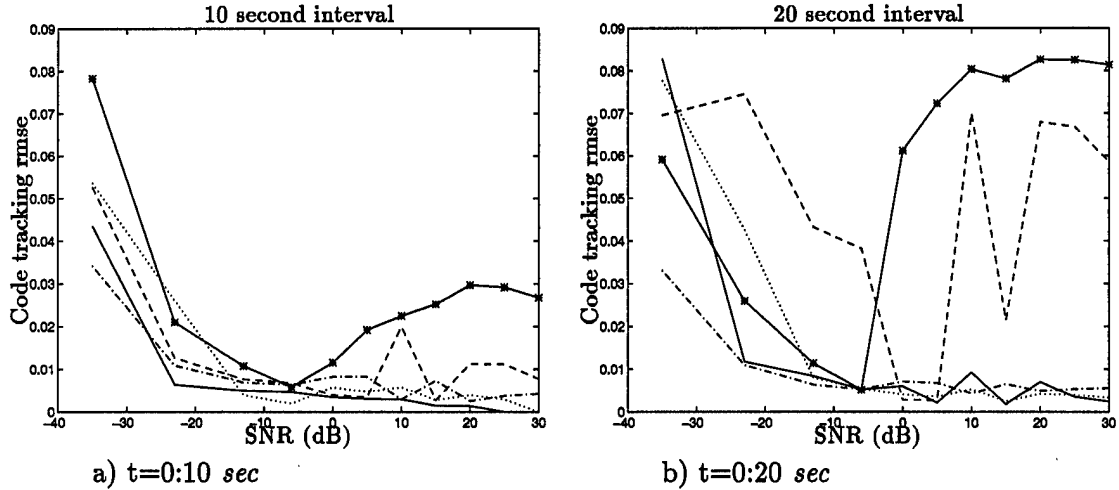 10 second interval
0.09
0.08
0.07
0.06
0.05
0.04
0.03
0.02
0.01
0
Code tracking rmse
−40 −30 −20 −10 0 10 20 30
SNR (dB)
a) t=0:10 sec
20 second interval
0.09
0.08
0.07
0.06
0.05
0.04
0.03
0.02
0.01
0
Code tracking rmse
−40 −30 −20 −10 0 10 20 30
SNR (dB)
b) t=0:20 sec